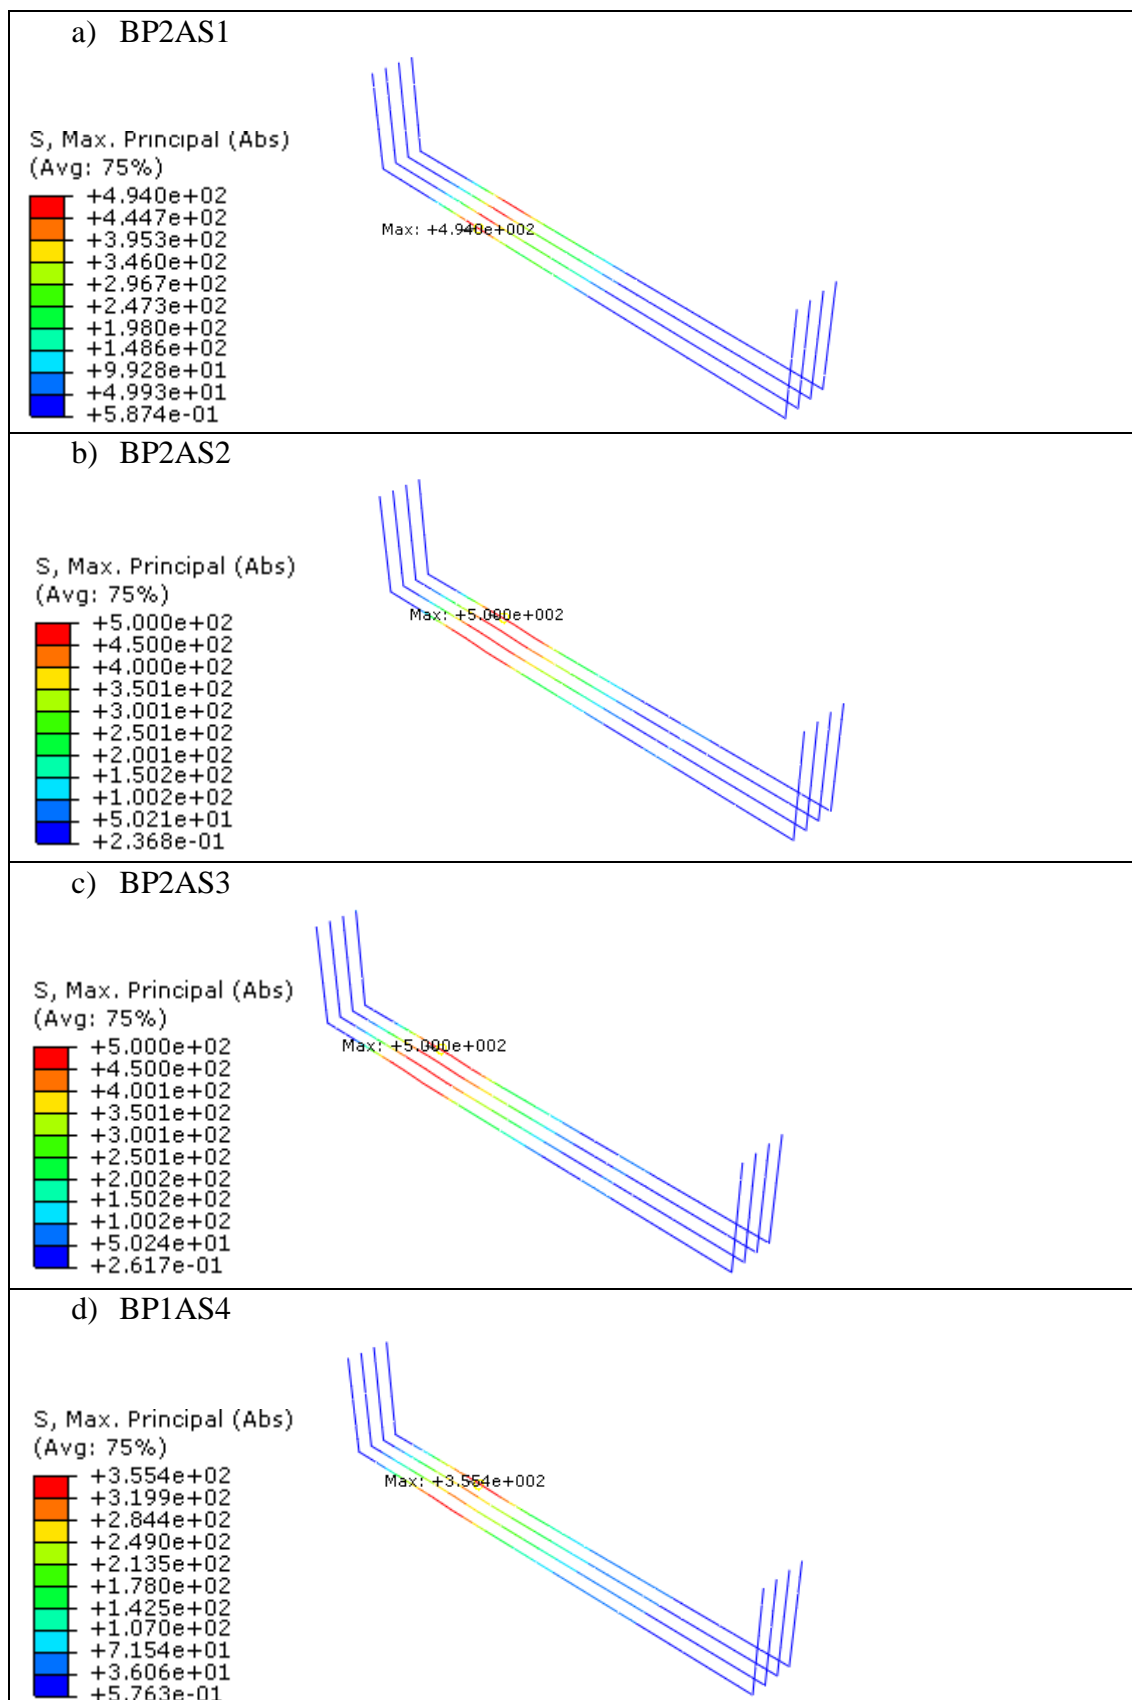 a) BP2AS1
S, Max. Principal (Abs)
(Avg: 75%)
+4.940e+02
+4.447e+02
+3.953e+02
+3.460e+02
+2.967e+02
+2.473e+02
+1.980e+02
+1.486e+02
+9.928e+01
+4.993e+01
+5.874e-01
Max: +4.940e+002
b) BP2AS2
S, Max. Principal (Abs)
(Avg: 75%)
+5.000e+02
+4.500e+02
+4.000e+02
+3.501e+02
+3.001e+02
+2.501e+02
+2.001e+02
+1.502e+02
+1.002e+02
+5.021e+01
+2.368e-01
Max: +5.000e+002
c) BP2AS3
S, Max. Principal (Abs)
(Avg: 75%)
+5.000e+02
+4.500e+02
+4.001e+02
+3.501e+02
+3.001e+02
+2.501e+02
+2.002e+02
+1.502e+02
+1.002e+02
+5.024e+01
+2.617e-01
Max: +5.000e+002
d) BP1AS4
S, Max. Principal (Abs)
(Avg: 75%)
+3.554e+02
+3.199e+02
+2.844e+02
+2.490e+02
+2.135e+02
+1.780e+02
+1.425e+02
+1.070e+02
+7.154e+01
+3.606e+01
+5.763e-01
Max: +3.554e+002